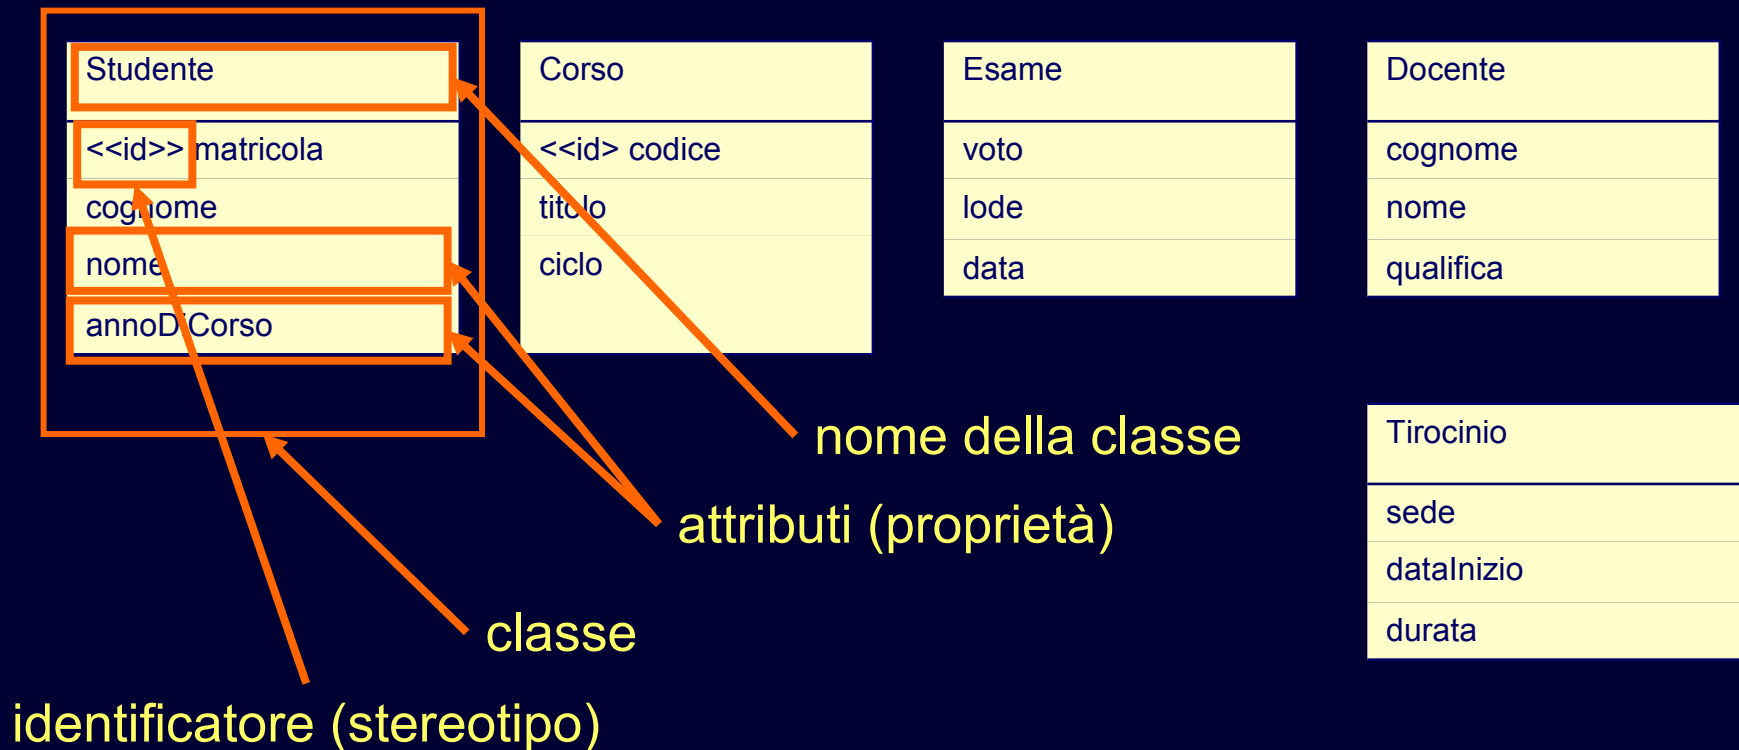 Studente
<<id>> matricola
cognome
nome
annoDiCorso
Corso
<<id> codice
titolo
ciclo
Esame
voto
lode
data
Docente
cognome
nome
qualifica
Tirocinio
sede
dataInizio
durata
nome della classe
attributi (proprietà)
classe
identificatore (stereotipo)